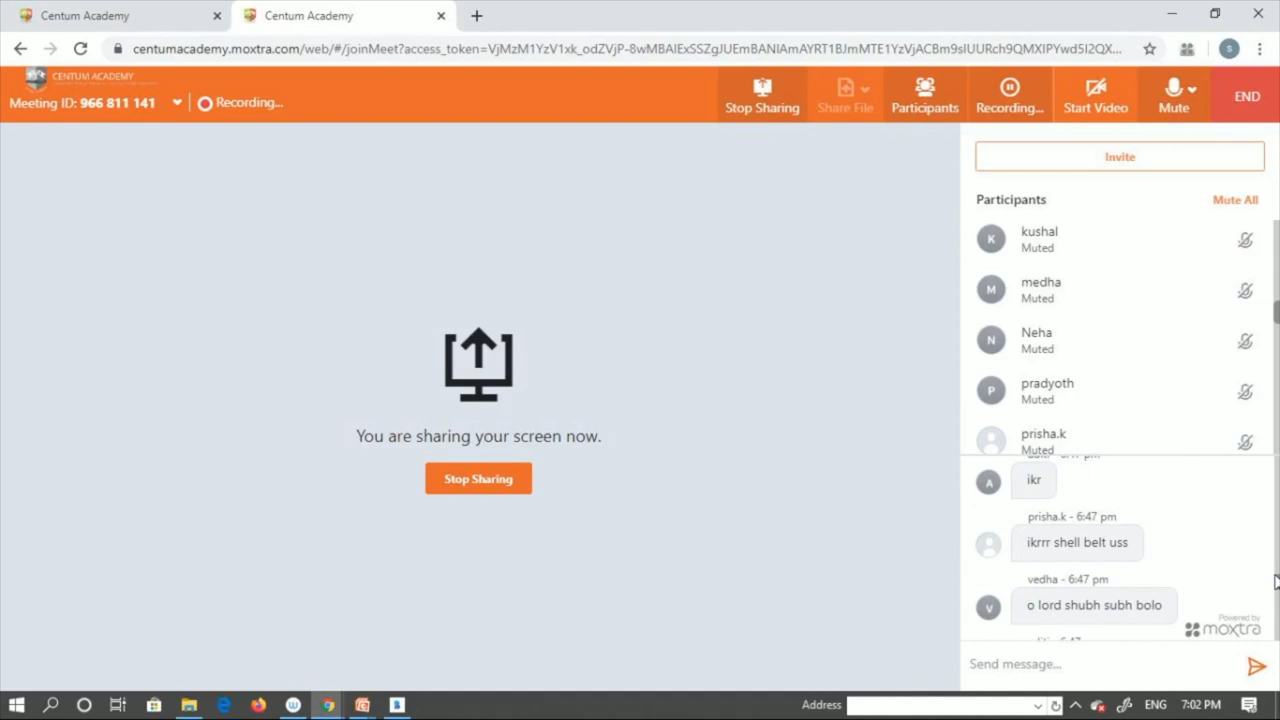 Centum Academy
Centum Academy
centumacademy.moxtra.com/web/#/joinMeet?access_token=
CENTUM ACADEMY
Meeting ID: 966 811 141
Recording...
Stop Sharing
Share File
Participants
Recording...
Start Video
Mute
END
You are sharing your screen now.
Stop Sharing
Invite
Participants
Mute All
K
kushal
Muted
M
medha
Muted
N
Neha
Muted
P
pradyoth
Muted
prisha.k
Muted
A
ikr
prisha.k - 6:47 pm
ikrrr shell belt uss
vedha - 6:47 pm
V
o lord shubh subh bolo
Powered by
moxtra
Send message...
Address
ENG
7:02 PM